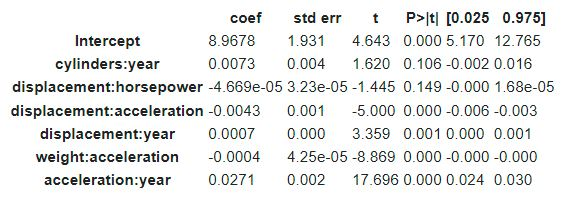 coef std err t P>|t| [0.025 0.975]
Intercept 8.9678 1.931 4.643 0.000 5.170 12.765
cylinders:year 0.0073 0.004 1.620 0.106 -0.002 0.016
displacement:horsepower -4.669e-05 3.23e-05 -1.445 0.149 -0.000 1.68e-05
displacement:acceleration -0.0043 0.001 -5.000 0.000 -0.006 -0.003
displacement:year 0.0007 0.000 3.359 0.001 0.000 0.001
weight:acceleration -0.0004 4.25e-05 -8.869 0.000 -0.000 -0.000
acceleration:year 0.0271 0.002 17.696 0.000 0.024 0.030